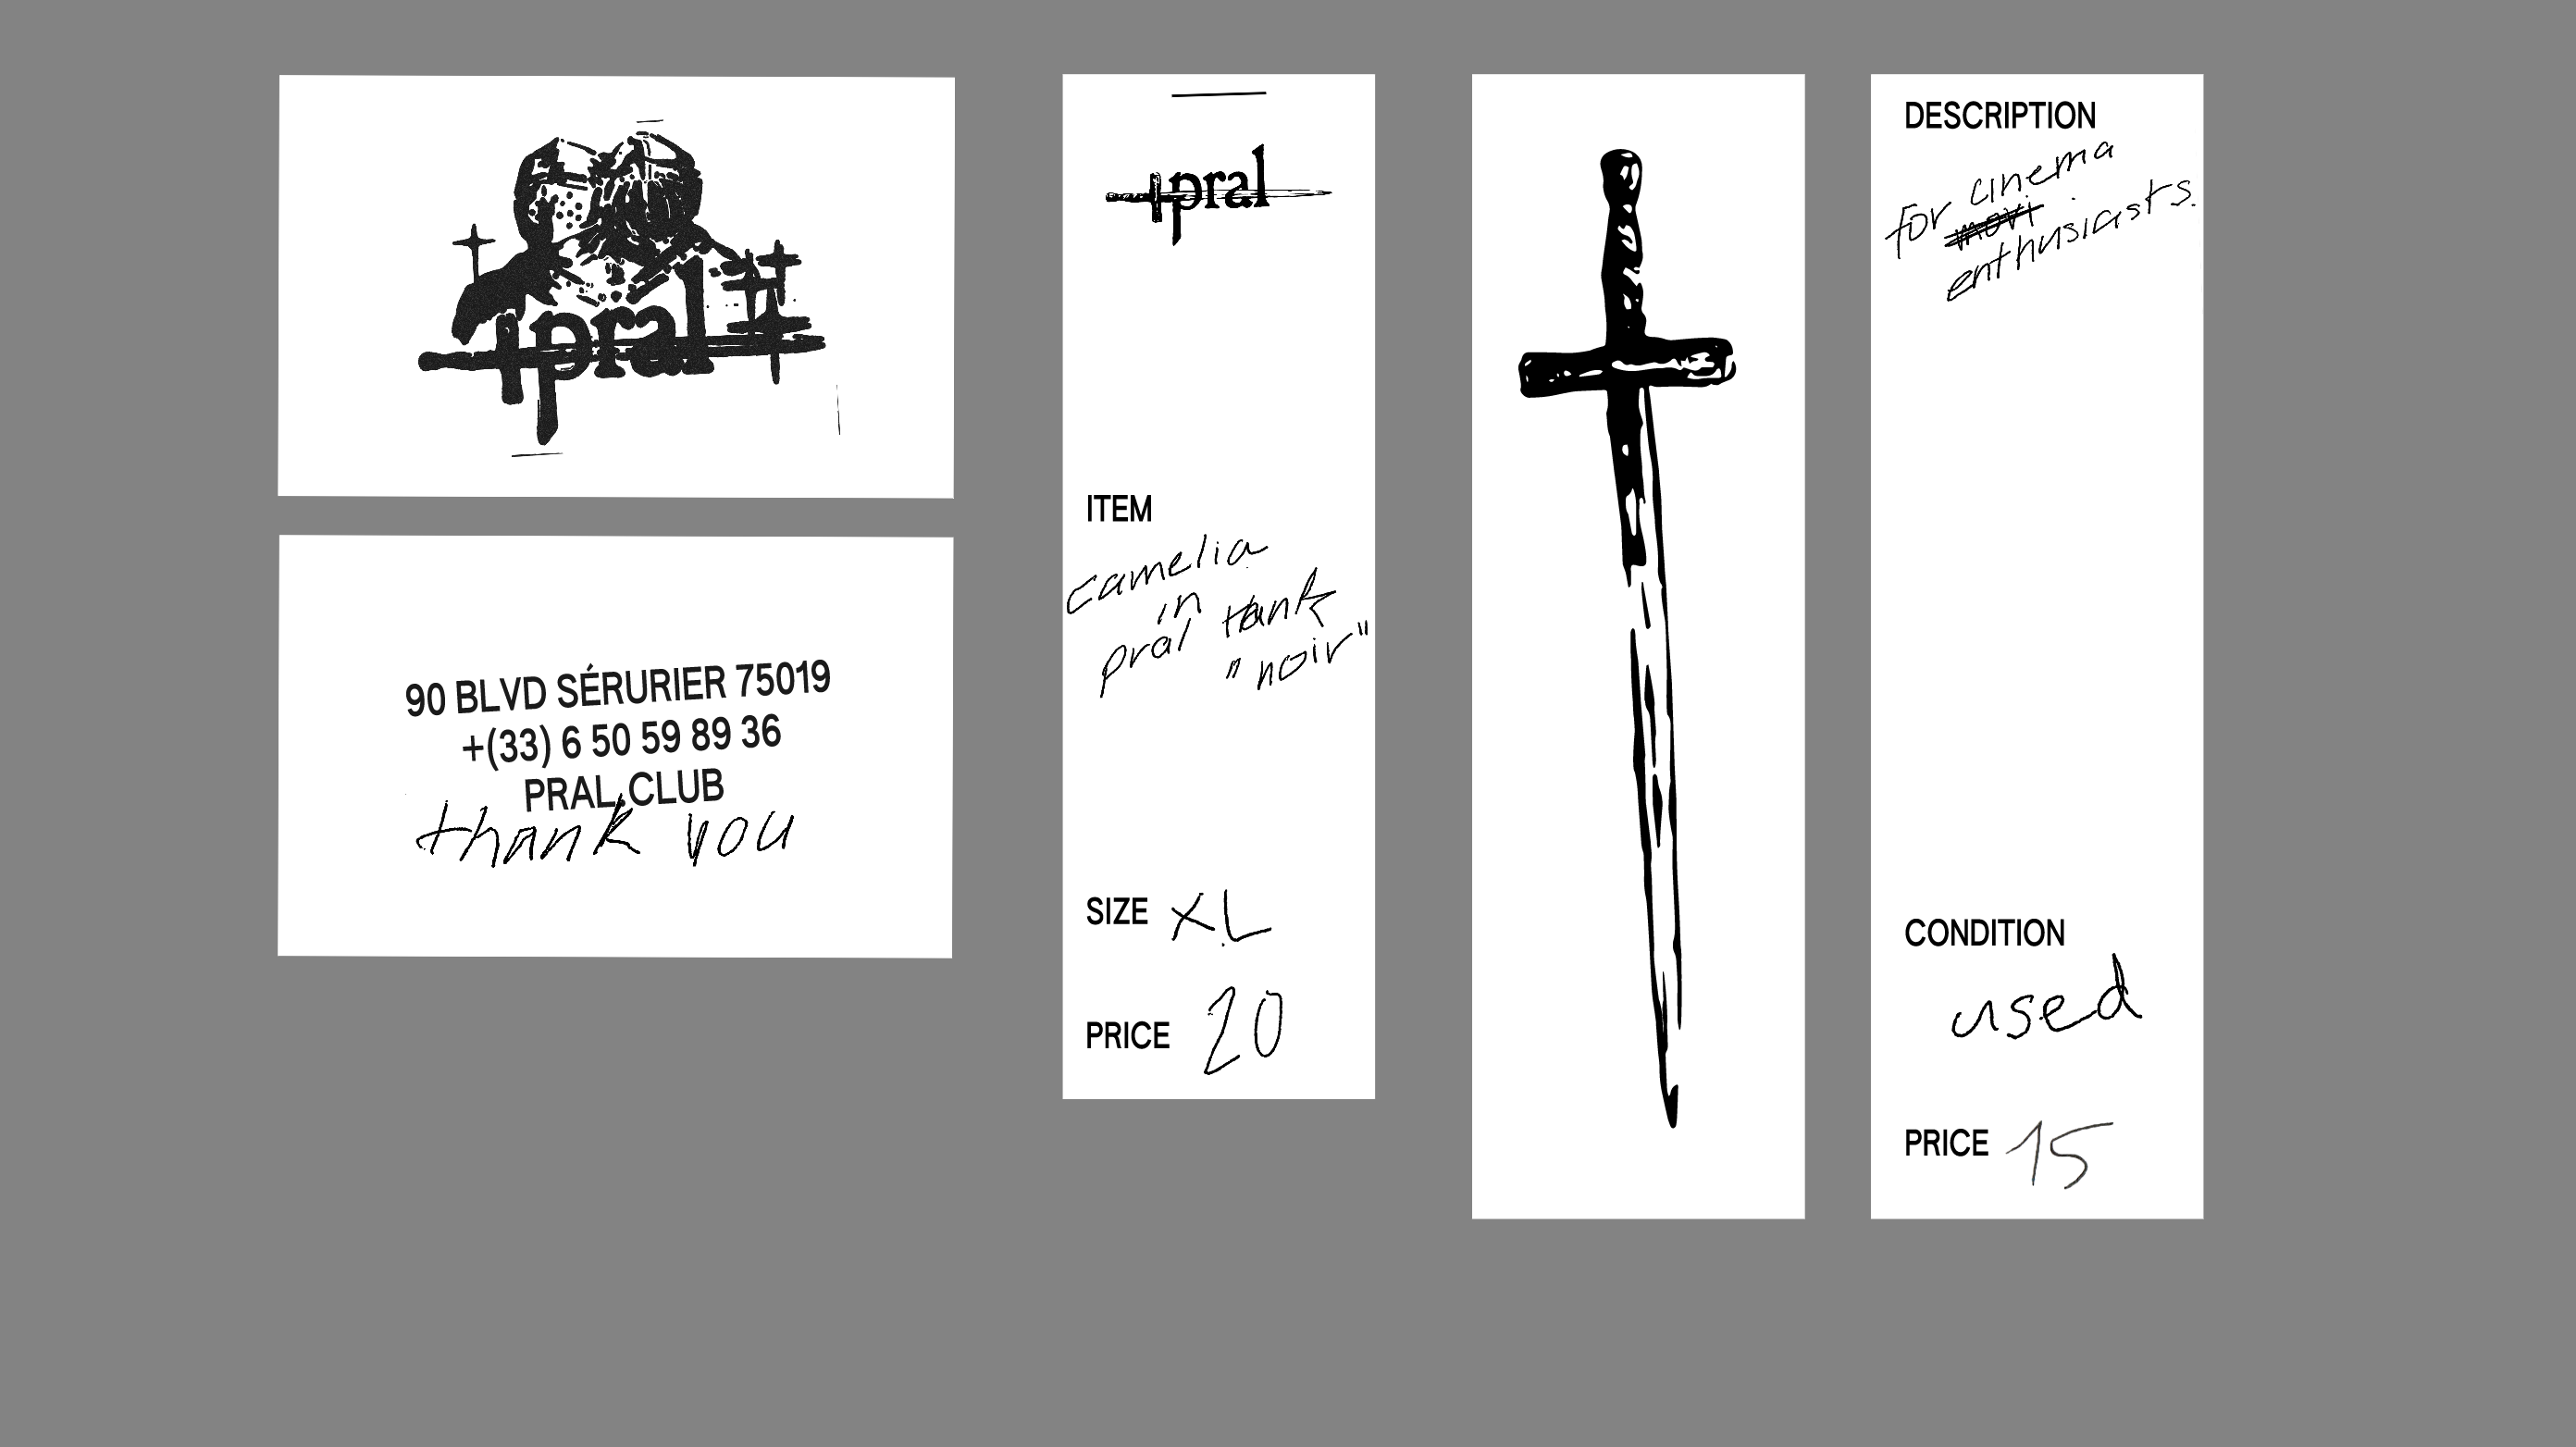 pral
90 BLVD SÉRURIER 75019
+(33) 6 50 59 89 36
PRAL.CLUB
thank you
pral
ITEM
camelia
in
pral tank
"noir"
SIZE XL
PRICE 20
DESCRIPTION
for cinema
movi
enthusiasts.
CONDITION
used
PRICE 15